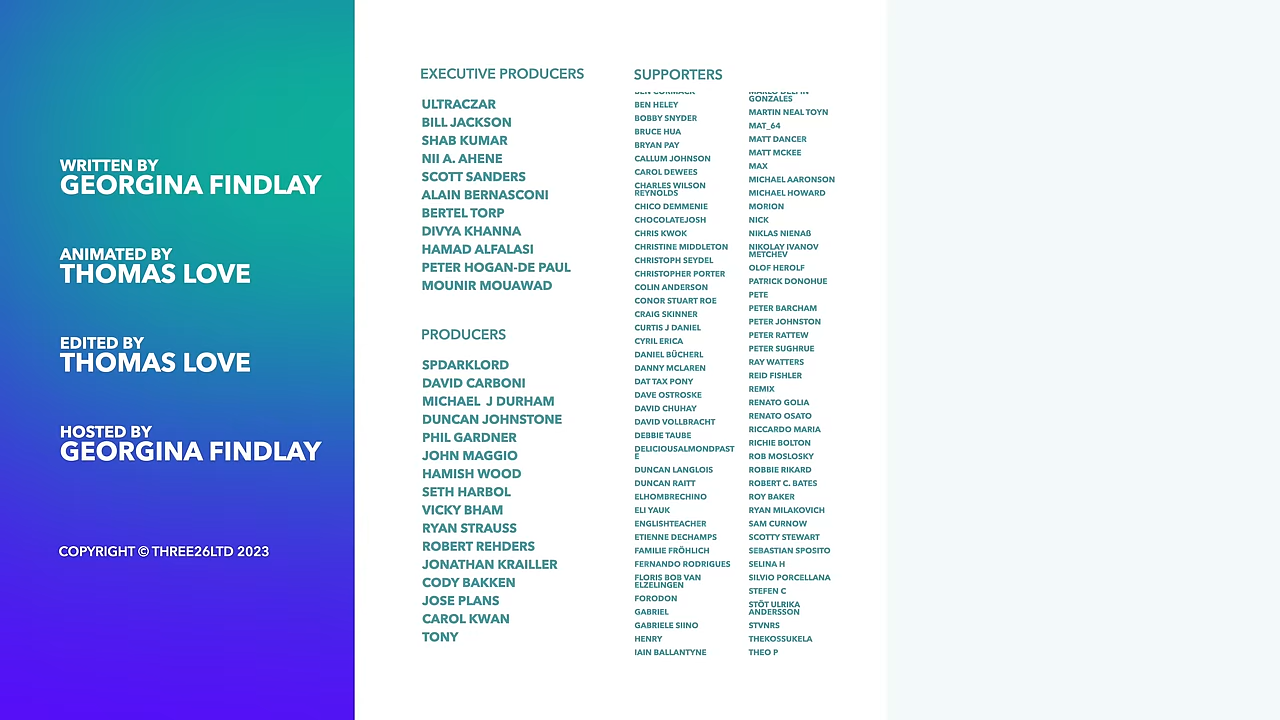 WRITTEN BY
GEORGINA FINDLAY
ANIMATED BY
THOMAS LOVE
EDITED BY
THOMAS LOVE
HOSTED BY
GEORGINA FINDLAY
COPYRIGHT © THREE26LTD 2023
EXECUTIVE PRODUCERS
ULTRACZAR
BILL JACKSON
SHAB KUMAR
NII A. AHENE
SCOTT SANDERS
ALAIN BERNASCONI
BERTEL TORP
DIVYA KHANNA
HAMAD ALFALASI
PETER HOGAN-DE PAUL
MOUNIR MOUAWAD
PRODUCERS
SPDARKLORD
DAVID CARBONI
MICHAEL J DURHAM
DUNCAN JOHNSTONE
PHIL GARDNER
JOHN MAGGIO
HAMISH WOOD
SETH HARBOL
VICKY BHAM
RYAN STRAUSS
ROBERT REHDERS
JONATHAN KRAILLER
CODY BAKKEN
JOSE PLANS
CAROL KWAN
TONY
SUPPORTERS
BEN HELEY
BOBBY SNYDER
BRUCE HUA
BRYAN PAY
CALLUM JOHNSON
CAROL DEWEES
CHARLES WILSON
REYNOLDS
CHICO DEMMENIE
CHOCOLATEJOSH
CHRIS KWOK
CHRISTINE MIDDLETON
CHRISTOPH SEYDEL
CHRISTOPHER PORTER
COLIN ANDERSON
CONOR STUART ROE
CRAIG SKINNER
CURTIS J DANIEL
CYRIL ERICA
DANIEL BÜCHERL
DANNY MCLAREN
DAT TAX PONY
DAVE OSTROSKE
DAVID CHUHAY
DAVID VOLLBRACHT
DEBBIE TAUBE
DELICIOUSALMONDPAST
E
DUNCAN LANGLOIS
DUNCAN RAITT
ELHOMBRECHINO
ELI YAUK
ENGLISHTEACHER
ETIENNE DECHAMPS
FAMILIE FRÖHLICH
FERNANDO RODRIGUES
FLORIS BOB VAN
ELZELINGEN
FORODON
GABRIEL
GABRIELE SIINO
HENRY
IAIN BALLANTYNE
GONZALES
MARTIN NEAL TOYN
MAT_64
MATT DANCER
MATT MCKEE
MAX
MICHAEL AARONSON
MICHAEL HOWARD
MORION
NICK
NIKLAS NIENAß
NIKOLAY IVANOV
METCHEV
OLOF HEROLF
PATRICK DONOHUE
PETE
PETER BARCHAM
PETER JOHNSTON
PETER RATTEW
PETER SUGHRUE
RAY WATTERS
REID FISHLER
REMIX
RENATO GOLIA
RENATO OSATO
RICCARDO MARIA
RICHIE BOLTON
ROB MOSLOSKY
ROBBIE RIKARD
ROBERT C. BATES
ROY BAKER
RYAN MILAKOVICH
SAM CURNOW
SCOTTY STEWART
SEBASTIAN SPOSITO
SELINA H
SILVIO PORCELLANA
STEFEN C
STÖT ULRIKA
ANDERSSON
STVNRS
THEKOSSUKELA
THEO P